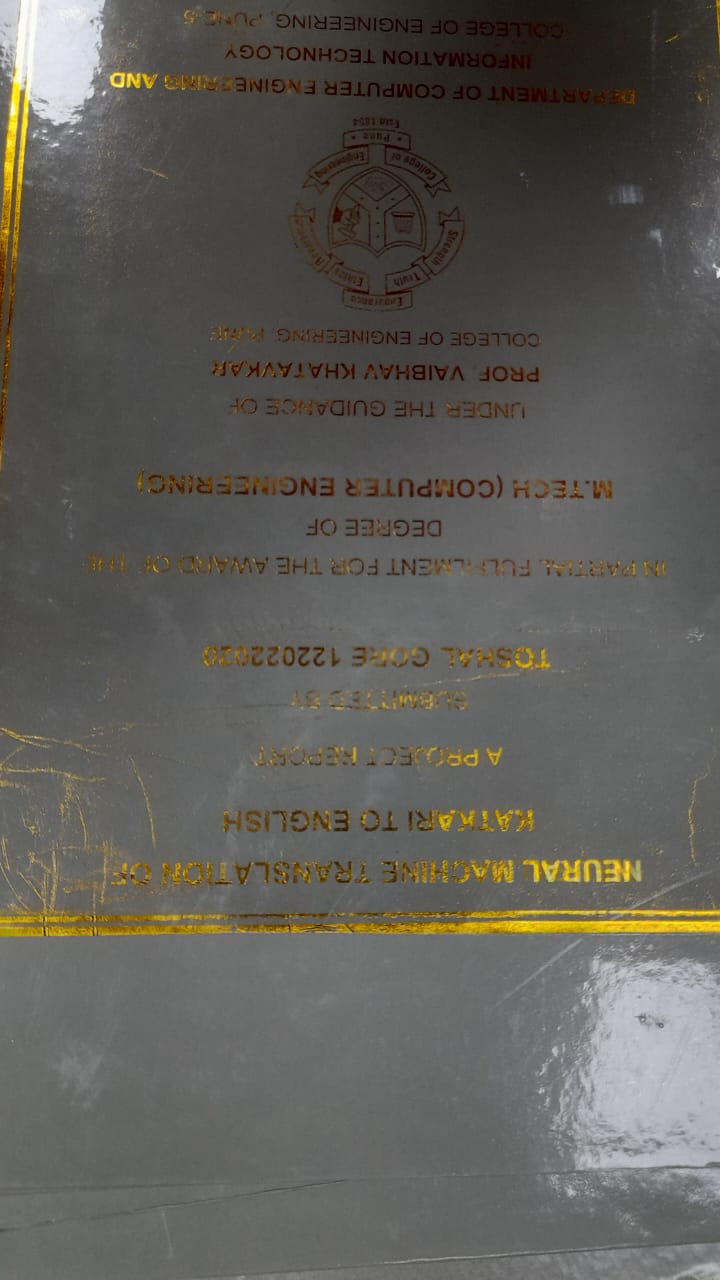 NEURAL MACHINE TRANSLATION OF
KATKARI TO ENGLISH
A PROJECT REPORT
SUBMITTED BY
TOSHAL GORE 122022020
IN PARTIAL FULFILMENT FOR THE AWARD OF THE
DEGREE OF
M.TECH (COMPUTER ENGINEERING)
UNDER THE GUIDANCE OF
PROF. VAIBHAV KHATAVKAR
COLLEGE OF ENGINEERING, PUNE
Endurance
Ethics
Truth
Strength
College of
Engineering
• Pune •
Estd 1854
DEPARTMENT OF COMPUTER ENGINEERING AND
INFORMATION TECHNOLOGY
COLLEGE OF ENGINEERING, PUNE-5